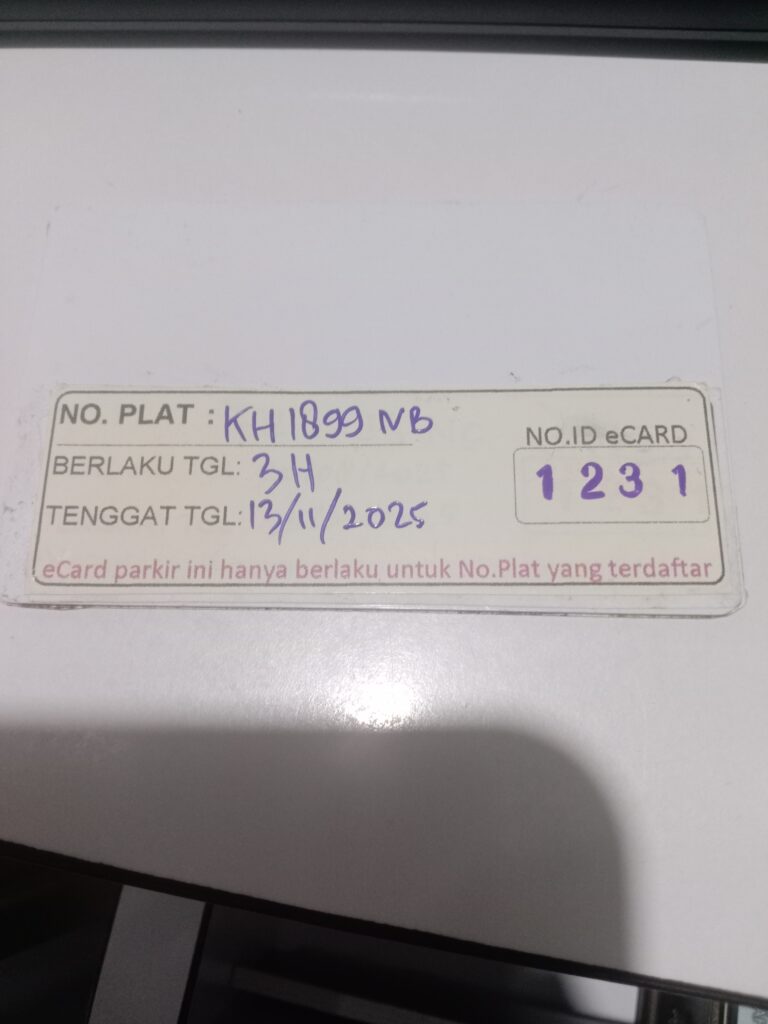 NO. PLAT : KH 1899 NB
BERLAKU TGL: 3H
TENGGAT TGL: 13/11/2025
NO.ID eCARD
1 2 3 1
eCard parkir ini hanya berlaku untuk No.Plat yang terdaftar